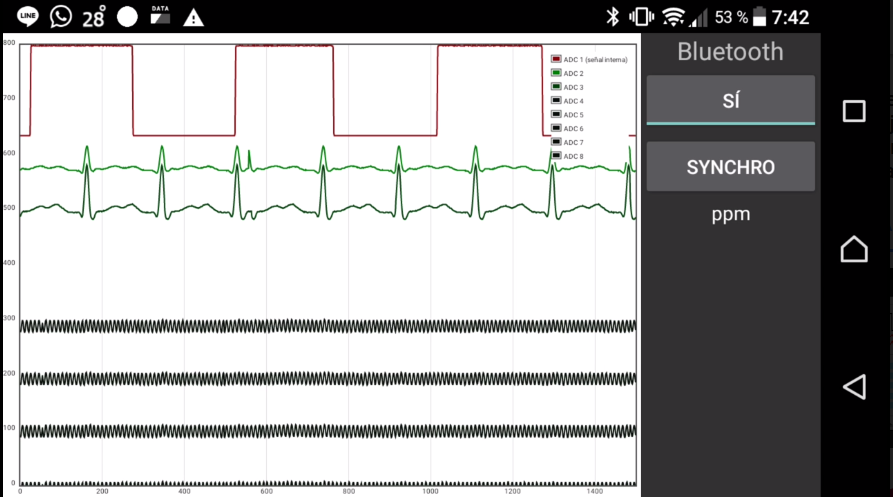 LINE
28°
DATA
53 %
7:42
800
700
600
500
400
300
200
100
0
0 200 400 600 800 1000 1200 1400
ADC 1 (señal interna)
ADC 2
ADC 3
ADC 4
ADC 5
ADC 6
ADC 7
ADC 8
Bluetooth
SÍ
SYNCHRO
ppm